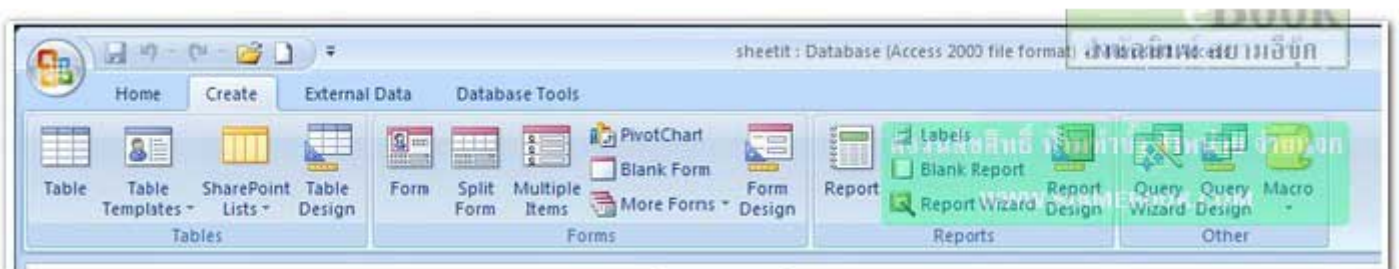 eBook
sheetit : Database (Access 2003 file format) -
Home Create External Data Database Tools
Table
Table Templates
SharePoint Lists
Table Design
Tables
Form
Split Form
Multiple Items
PivotChart
Blank Form
More Forms
Form Design
Forms
Report
Labels
Blank Report
Report Wizard
Report Design
Reports
Query Wizard
Query Design
Macro
Other